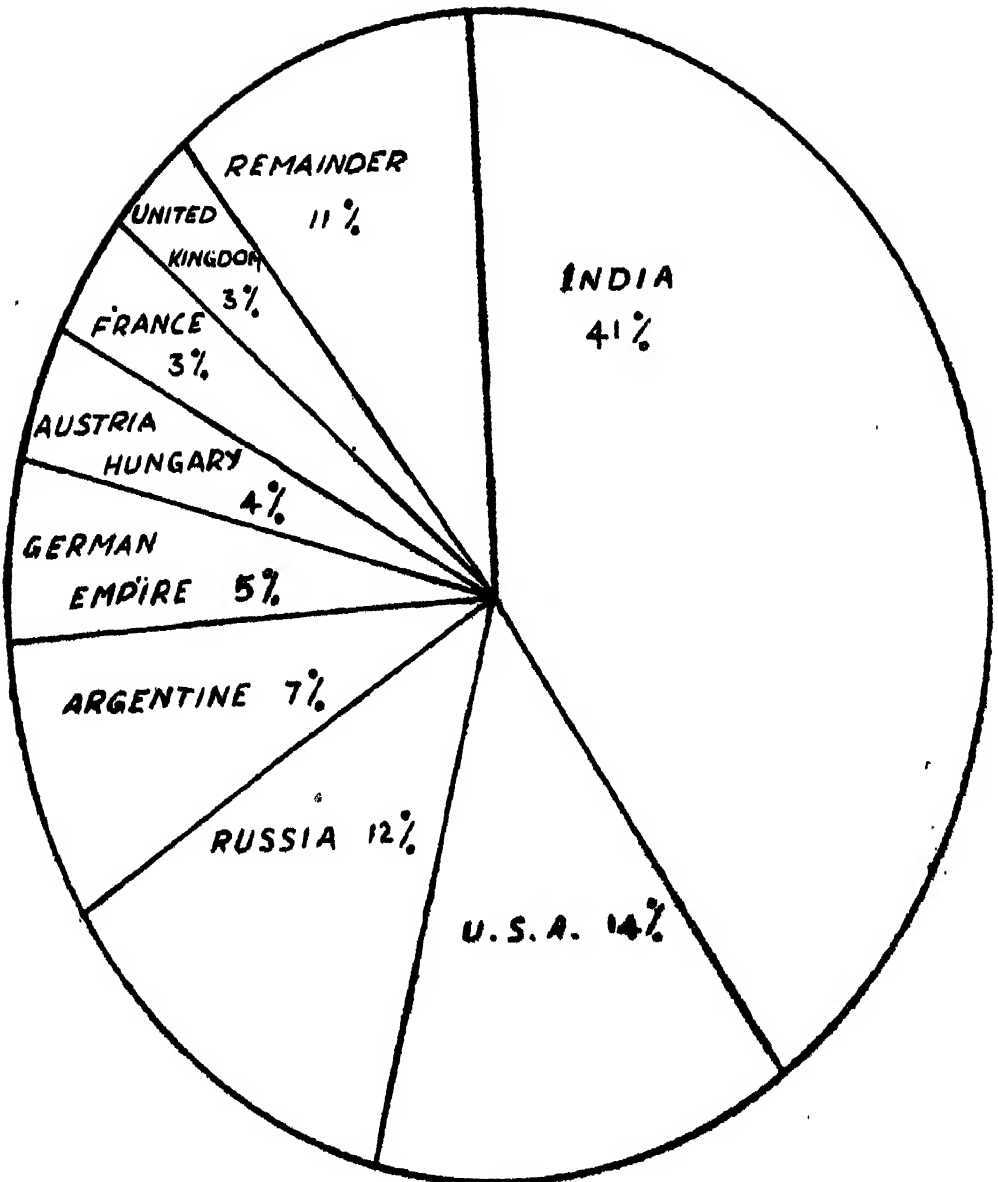 REMAINDER
11%
UNITED
KINGDOM
3%
FRANCE
3%
AUSTRIA
HUNGARY
4%
GERMAN
EMPIRE 5%
ARGENTINE 7%
RUSSIA 12%
U.S.A. 14%
INDIA
41%